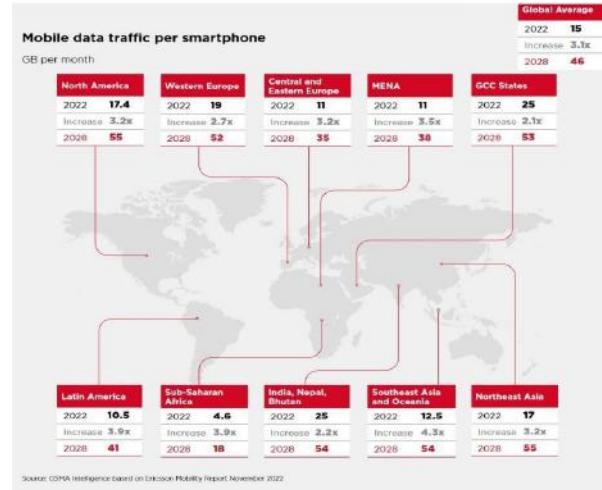 Global Average
2022 15
Increase 3.1x
2028 46
Mobile data traffic per smartphone
GB per month
North America
2022 17.4
Increase 3.2x
2028 55
Western Europe
2022 19
Increase 2.7x
2028 52
Central and
Eastern Europe
2022 11
Increase 3.2x
2028 35
MENA
2022 11
Increase 3.5x
2028 38
GCC States
2022 25
Increase 2.1x
2028 53
Latin America
2022 10.5
Increase 3.9x
2028 41
Sub-Saharan
Africa
2022 4.6
Increase 3.9x
2028 18
India, Nepal,
Bhutan
2022 25
Increase 2.2x
2028 54
Southeast Asia
and Oceania
2022 12.5
Increase 4.3x
2028 54
Northeast Asia
2022 17
Increase 3.2x
2028 55
Source: GSMA Intelligence based on Ericsson Mobility Report November 2022